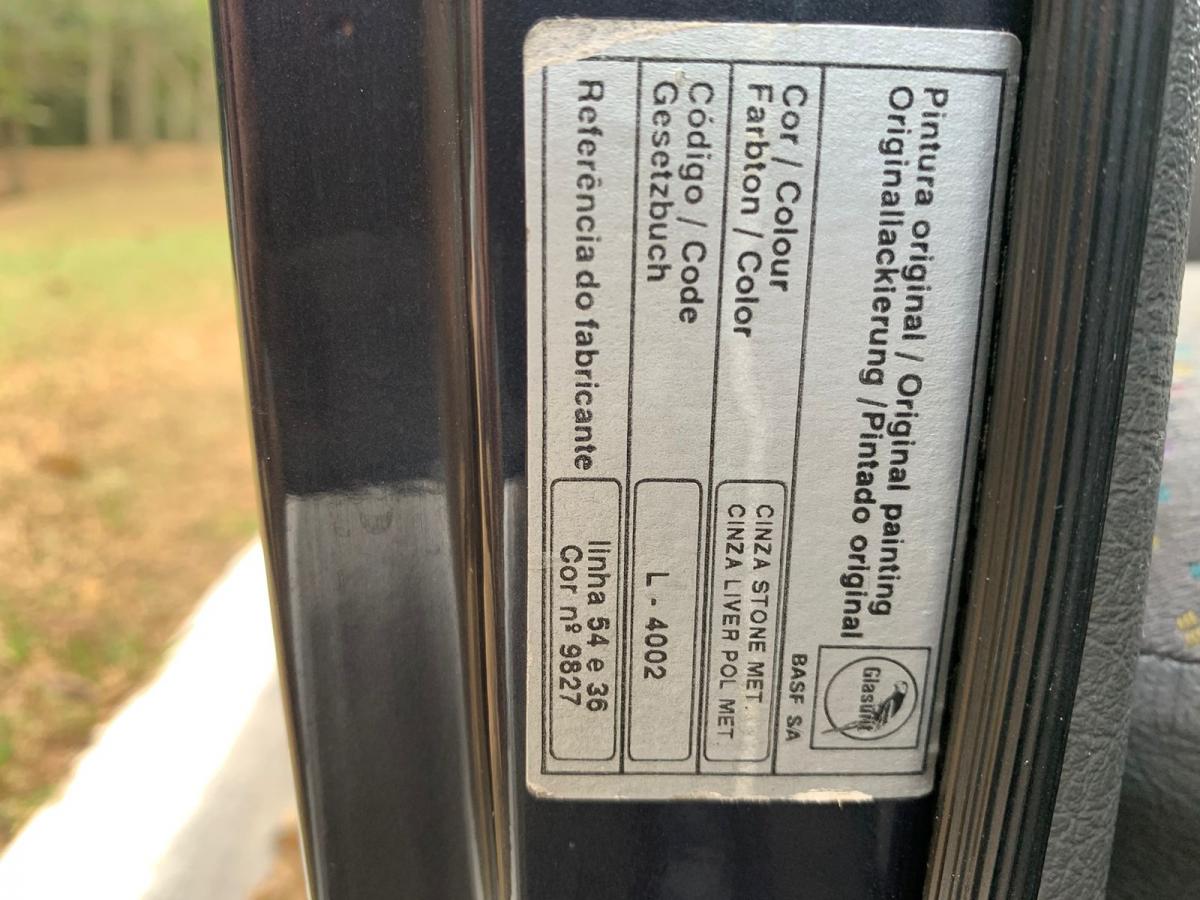 Pintura original / Original painting
Originallackierung / Pintado original
Glasurit
BASF SA
Cor / Colour
Farbton / Color
CINZA STONE MET.
CINZA LIVER POL MET.
Código / Code
Gesetzbuch
L - 4002
Referência do fabricante
linha 54 e 36
Cor nº 9827